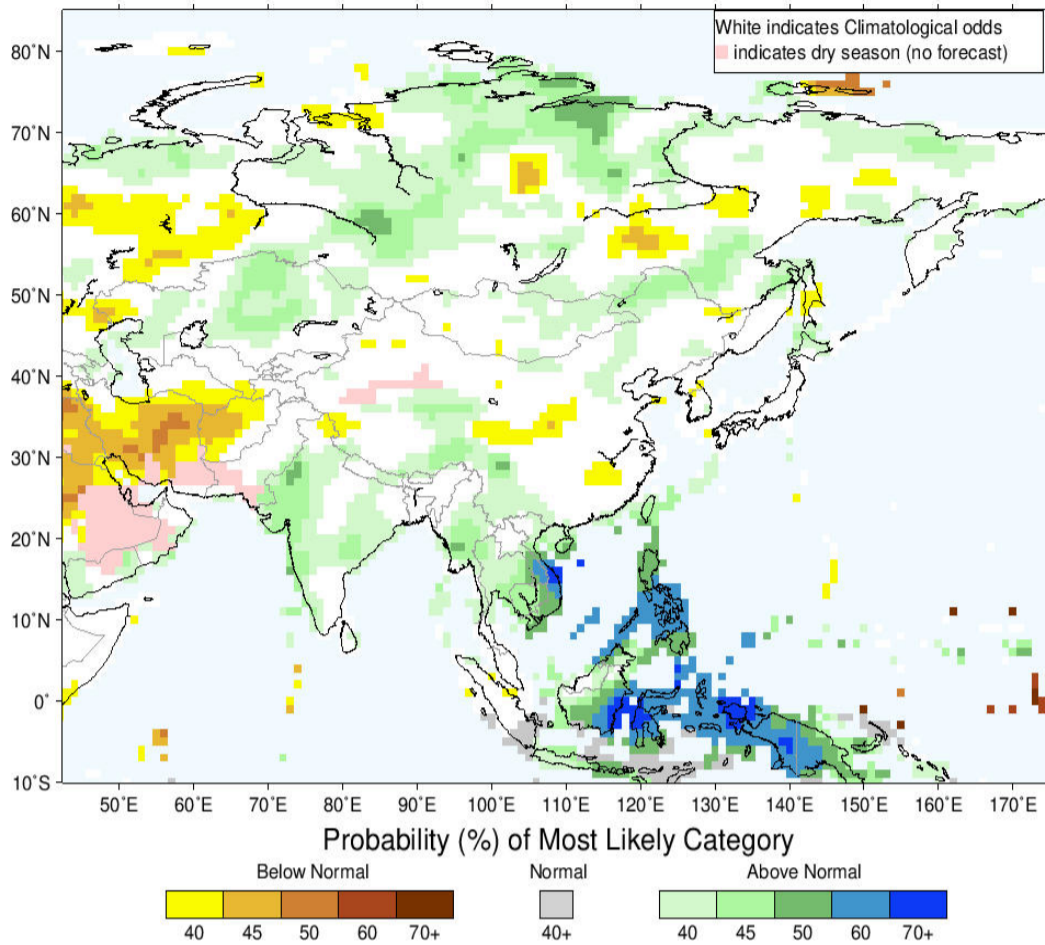 White indicates Climatological odds
indicates dry season (no forecast)
80°N
70°N
60°N
50°N
40°N
30°N
20°N
10°N
0°
10°S
50°E 60°E 70°E 80°E 90°E 100°E 110°E 120°E 130°E 140°E 150°E 160°E 170°E
Probability (%) of Most Likely Category
Below Normal Normal Above Normal
40 45 50 60 70+ 40+ 40 45 50 60 70+